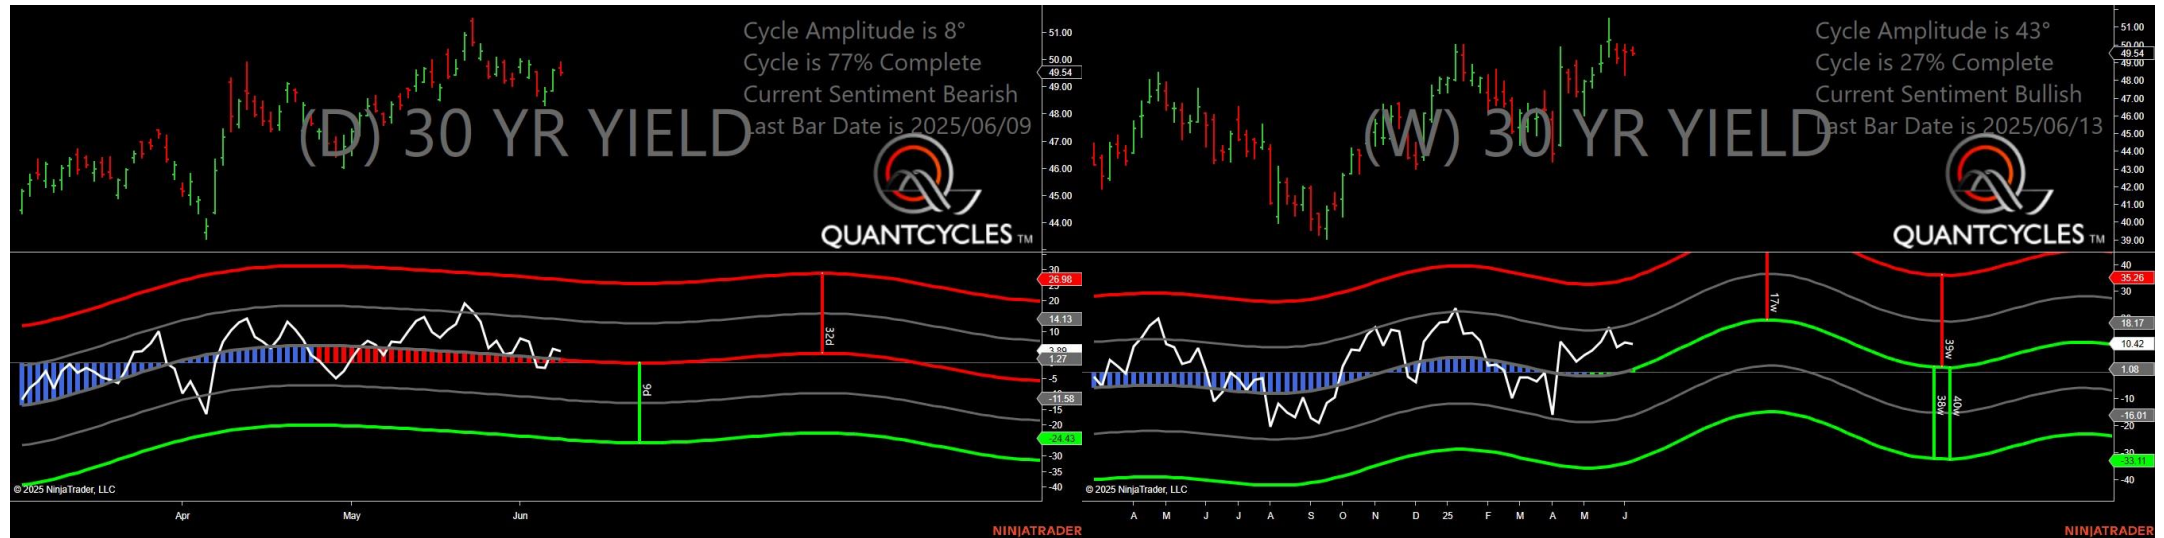 Cycle Amplitude is 8°
Cycle is 77% Complete
Current Sentiment Bearish
Last Bar Date is 2025/06/09
(D) 30 YR YIELD
QUANTCYCLES TM
51.00
50.00
49.54
49.00
48.00
47.00
46.00
45.00
44.00
30
26.98
25
20
14.13
10
3.89
1.27
-5
-11.58
-15
-20
-24.43
-30
-35
-40
32d
9d
© 2025 NinjaTrader, LLC
Apr
May
Jun
NINJATRADER
Cycle Amplitude is 43°
Cycle is 27% Complete
Current Sentiment Bullish
Last Bar Date is 2025/06/13
(W) 30 YR YIELD
QUANTCYCLES TM
51.00
50.00
49.54
49.00
48.00
47.00
46.00
45.00
44.00
43.00
42.00
41.00
40.00
39.00
40
35.26
30
18.17
10.42
1.08
-10
-16.01
-20
-30
-33.11
-40
17w
39w
38w
40w
© 2025 NinjaTrader, LLC
A
M
J
J
A
S
O
N
D
25
F
M
A
M
J
NINJATRADER